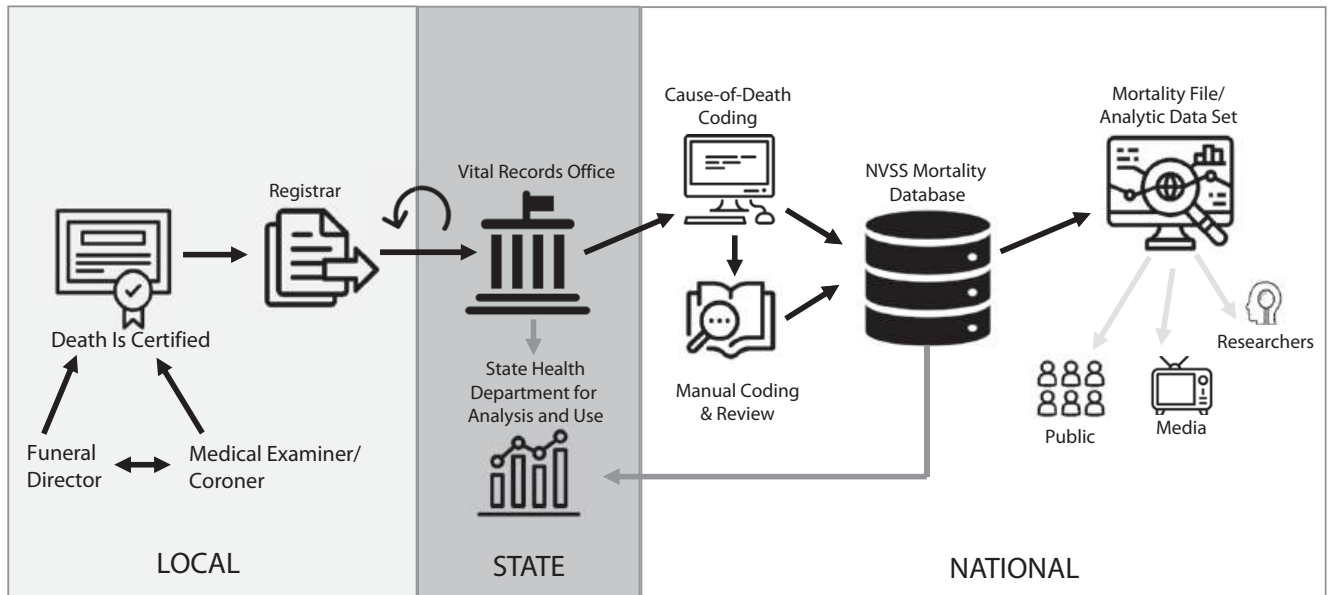 Death Is Certified
Funeral
Director
Medical Examiner/
Coroner
Registrar
LOCAL
Vital Records Office
State Health
Department for
Analysis and Use
STATE
Cause-of-Death
Coding
Manual Coding
& Review
NVSS Mortality
Database
Mortality File/
Analytic Data Set
Public
Media
Researchers
NATIONAL